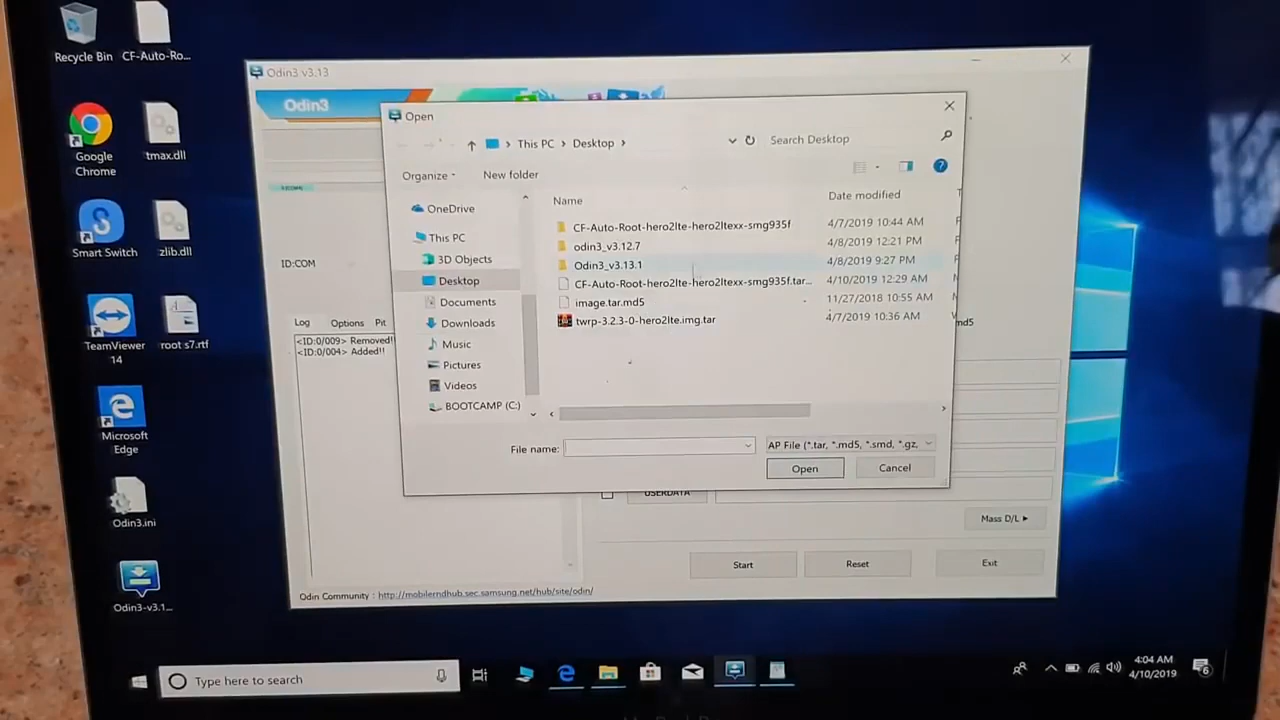 Recycle Bin
CF-Auto-Ro...
Google Chrome
tmax.dll
Smart Switch
zlib.dll
TeamViewer 14
root s7.rtf
Microsoft Edge
Odin3.ini
Odin3-v3.1...
Odin3 v3.13
Odin3
ID:COM
Log
Options
Pit
<ID:0/009> Removed!!
<ID:0/004> Added!!
Open
This PC > Desktop >
Search Desktop
Organize
New folder
OneDrive
This PC
3D Objects
Desktop
Documents
Downloads
Music
Pictures
Videos
BOOTCAMP (C:)
Name
Date modified
CF-Auto-Root-hero2lte-hero2ltexx-smg935f 4/7/2019 10:44 AM
odin3_v3.12.7 4/8/2019 12:21 PM
Odin3_v3.13.1 4/8/2019 9:27 PM
CF-Auto-Root-hero2lte-hero2ltexx-smg935f.tar... 4/10/2019 12:29 AM
image.tar.md5 11/27/2018 10:55 AM
twrp-3.2.3-0-hero2lte.img.tar 4/7/2019 10:36 AM
File name:
AP File (*.tar, *.md5, *.smd, *.gz,
Open
Cancel
md5
USERDATA
Mass D/L
Start
Reset
Exit
Odin Community : http://mobilerndhub.sec.samsung.net/hub/site/odin/
Type here to search
4:04 AM
4/10/2019
6